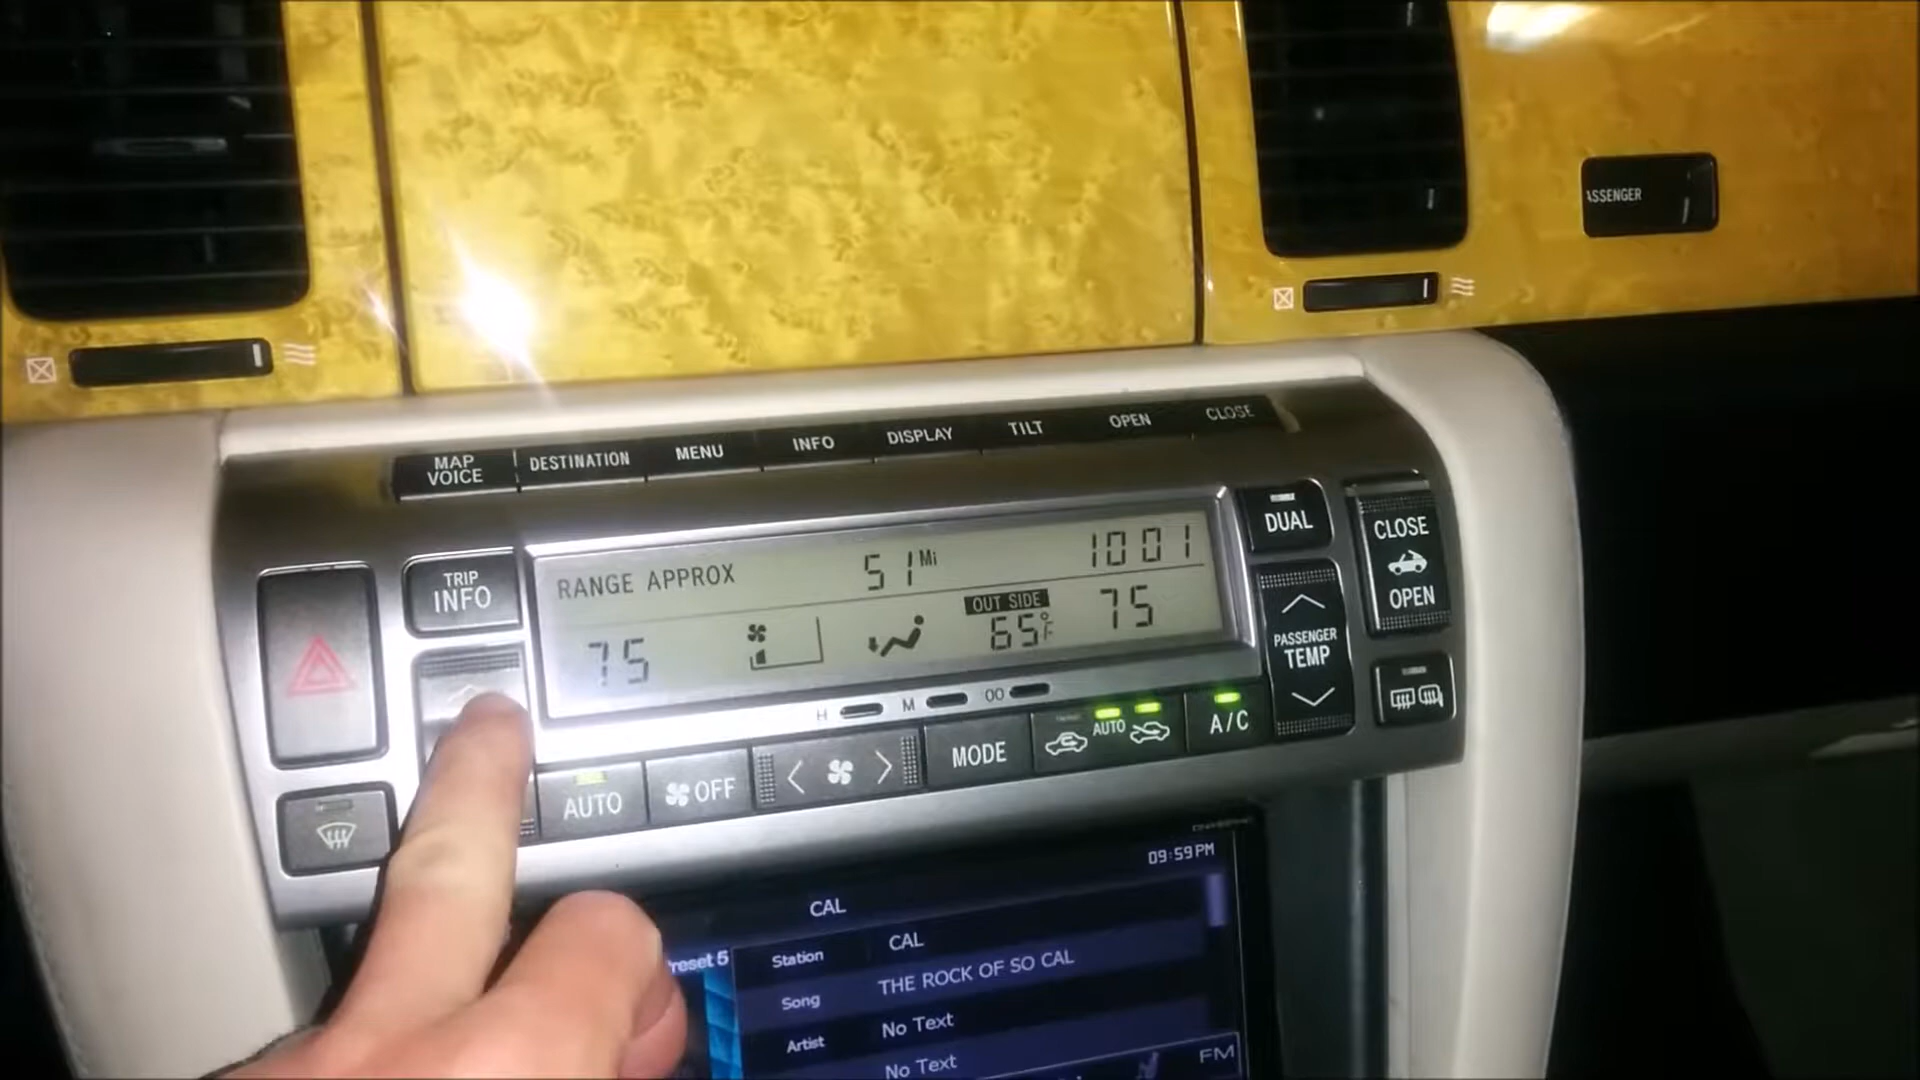 ASSENGER
MAP VOICE
DESTINATION
MENU
INFO
DISPLAY
TILT
OPEN
CLOSE
TRIP INFO
RANGE APPROX 51 Mi 1001
75 OUT SIDE 65°F 75
H M 00
DUAL
CLOSE
OPEN
PASSENGER TEMP
AUTO
OFF
MODE
AUTO
A/C
09:59 PM
CAL
reset 5
Station CAL
Song THE ROCK OF SO CAL
Artist No Text
No Text
FM